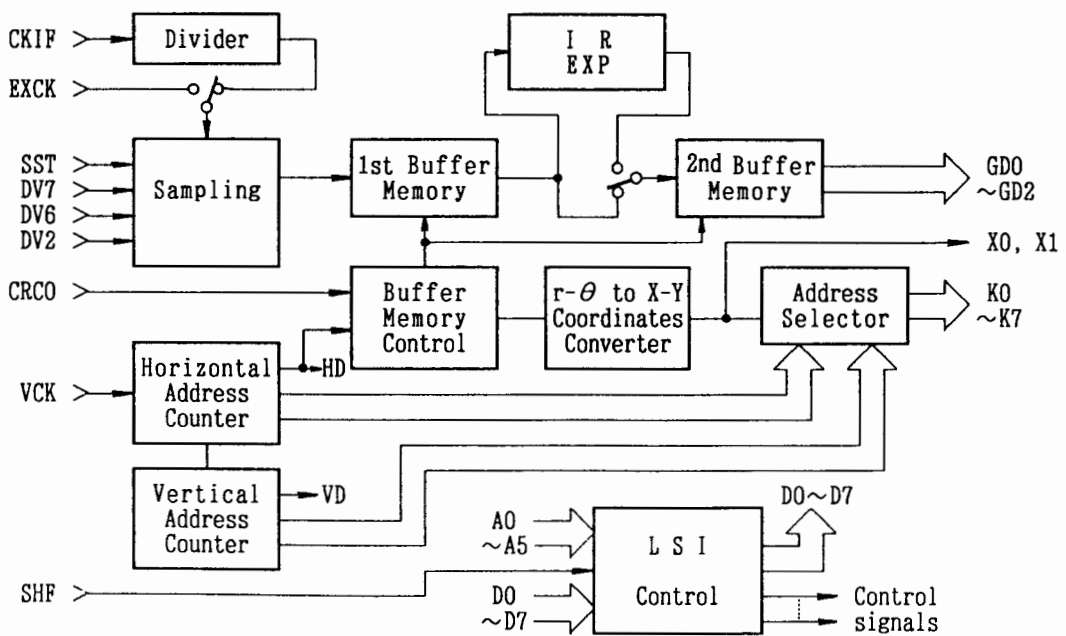 CKIF
Divider
I R
EXP
EXCK
SST
DV7
DV6
DV2
Sampling
1st Buffer
Memory
2nd Buffer
Memory
GD0
~GD2
X0, X1
CRCO
Buffer
Memory
Control
r-θ to X-Y
Coordinates
Converter
Address
Selector
K0
~K7
VCK
Horizontal
Address
Counter
HD
Vertical
Address
Counter
VD
A0
~A5
D0~D7
L S I
Control
SHF
D0
~D7
Control
signals